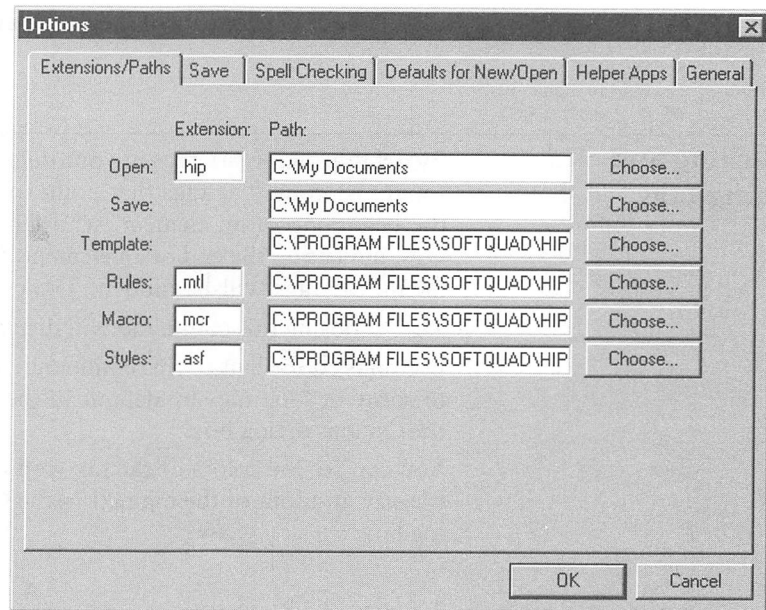 Options
Extensions/Paths Save Spell Checking Defaults for New/Open Helper Apps General
Extension: Path:
Open: .hip C:\My Documents Choose...
Save: C:\My Documents Choose...
Template: C:\PROGRAM FILES\SOFTQUAD\HIP Choose...
Rules: .mtl C:\PROGRAM FILES\SOFTQUAD\HIP Choose...
Macro: .mcr C:\PROGRAM FILES\SOFTQUAD\HIP Choose...
Styles: .asf C:\PROGRAM FILES\SOFTQUAD\HIP Choose...
OK Cancel